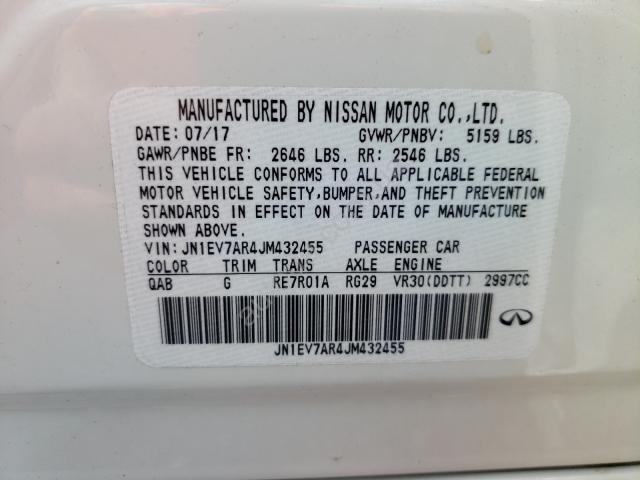 MANUFACTURED BY NISSAN MOTOR CO.,LTD.
DATE: 07/17 GVWR/PNBV: 5159 LBS.
GAWR/PNBE FR: 2646 LBS. RR: 2546 LBS.
THIS VEHICLE CONFORMS TO ALL APPLICABLE FEDERAL
MOTOR VEHICLE SAFETY,BUMPER,AND THEFT PREVENTION
STANDARDS IN EFFECT ON THE DATE OF MANUFACTURE
SHOWN ABOVE.
VIN: JN1EV7AR4JM432455 PASSENGER CAR
COLOR TRIM TRANS AXLE ENGINE
QAB G RE7R01A RG29 VR30(DDTT) 2997CC
JN1EV7AR4JM432455